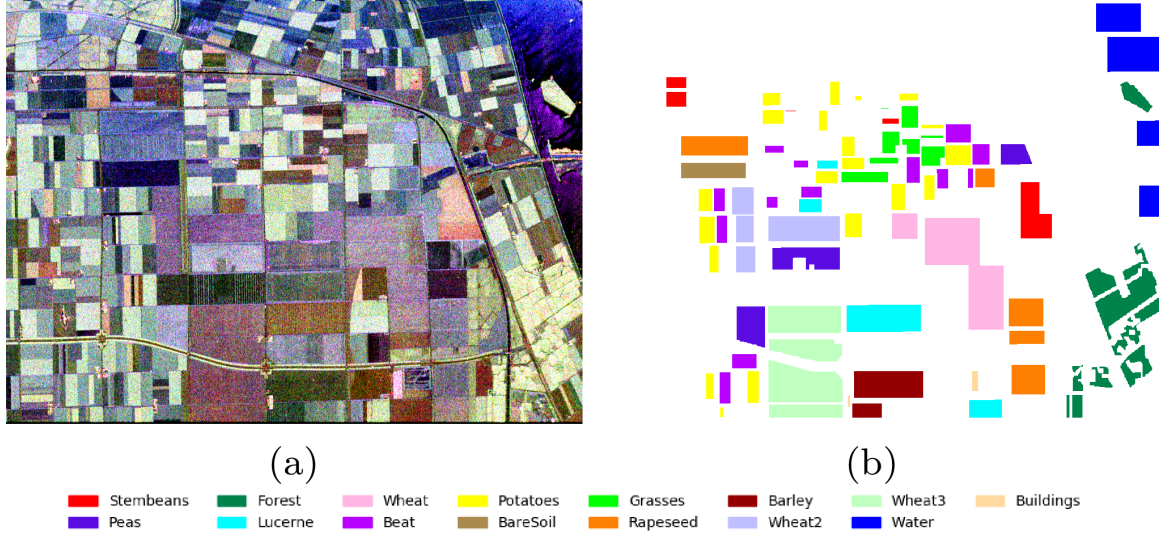 (a) (b)
Stembeans Forest Wheat Potatoes Grasses Barley Wheat3 Buildings
Peas Lucerne Beat BareSoil Rapeseed Wheat2 Water